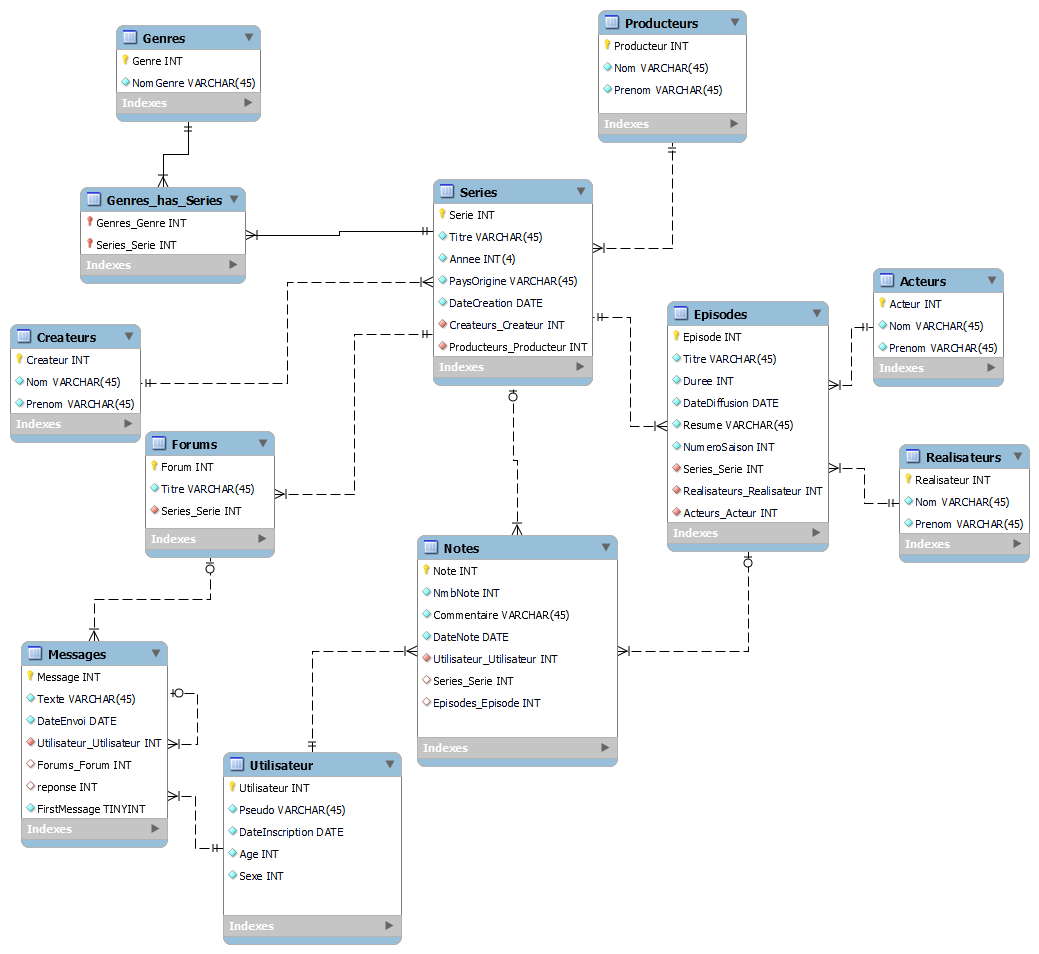 Genres
Genre INT
NomGenre VARCHAR(45)
Indexes
Producteurs
Producteur INT
Nom VARCHAR(45)
Prenom VARCHAR(45)
Indexes
Genres_has_Series
Genres_Genre INT
Series_Serie INT
Indexes
Series
Serie INT
Titre VARCHAR(45)
Annee INT(4)
PaysOrigine VARCHAR(45)
DateCreation DATE
Createurs_Createur INT
Producteurs_Producteur INT
Indexes
Acteurs
Acteur INT
Nom VARCHAR(45)
Prenom VARCHAR(45)
Indexes
Episodes
Episode INT
Titre VARCHAR(45)
Duree INT
DateDiffusion DATE
Resume VARCHAR(45)
NumeroSaison INT
Series_Serie INT
Realisateurs_Realisateur INT
Acteurs_Acteur INT
Indexes
Createurs
Createur INT
Nom VARCHAR(45)
Prenom VARCHAR(45)
Indexes
Forums
Forum INT
Titre VARCHAR(45)
Series_Serie INT
Indexes
Realisateurs
Realisateur INT
Nom VARCHAR(45)
Prenom VARCHAR(45)
Indexes
Notes
Note INT
NmbNote INT
Commentaire VARCHAR(45)
DateNote DATE
Utilisateur_Utilisateur INT
Series_Serie INT
Episodes_Episode INT
Indexes
Messages
Message INT
Texte VARCHAR(45)
DateEnvoi DATE
Utilisateur_Utilisateur INT
Forums_Forum INT
reponse INT
FirstMessage TINYINT
Indexes
Utilisateur
Utilisateur INT
Pseudo VARCHAR(45)
DateInscription DATE
Age INT
Sexe INT
Indexes